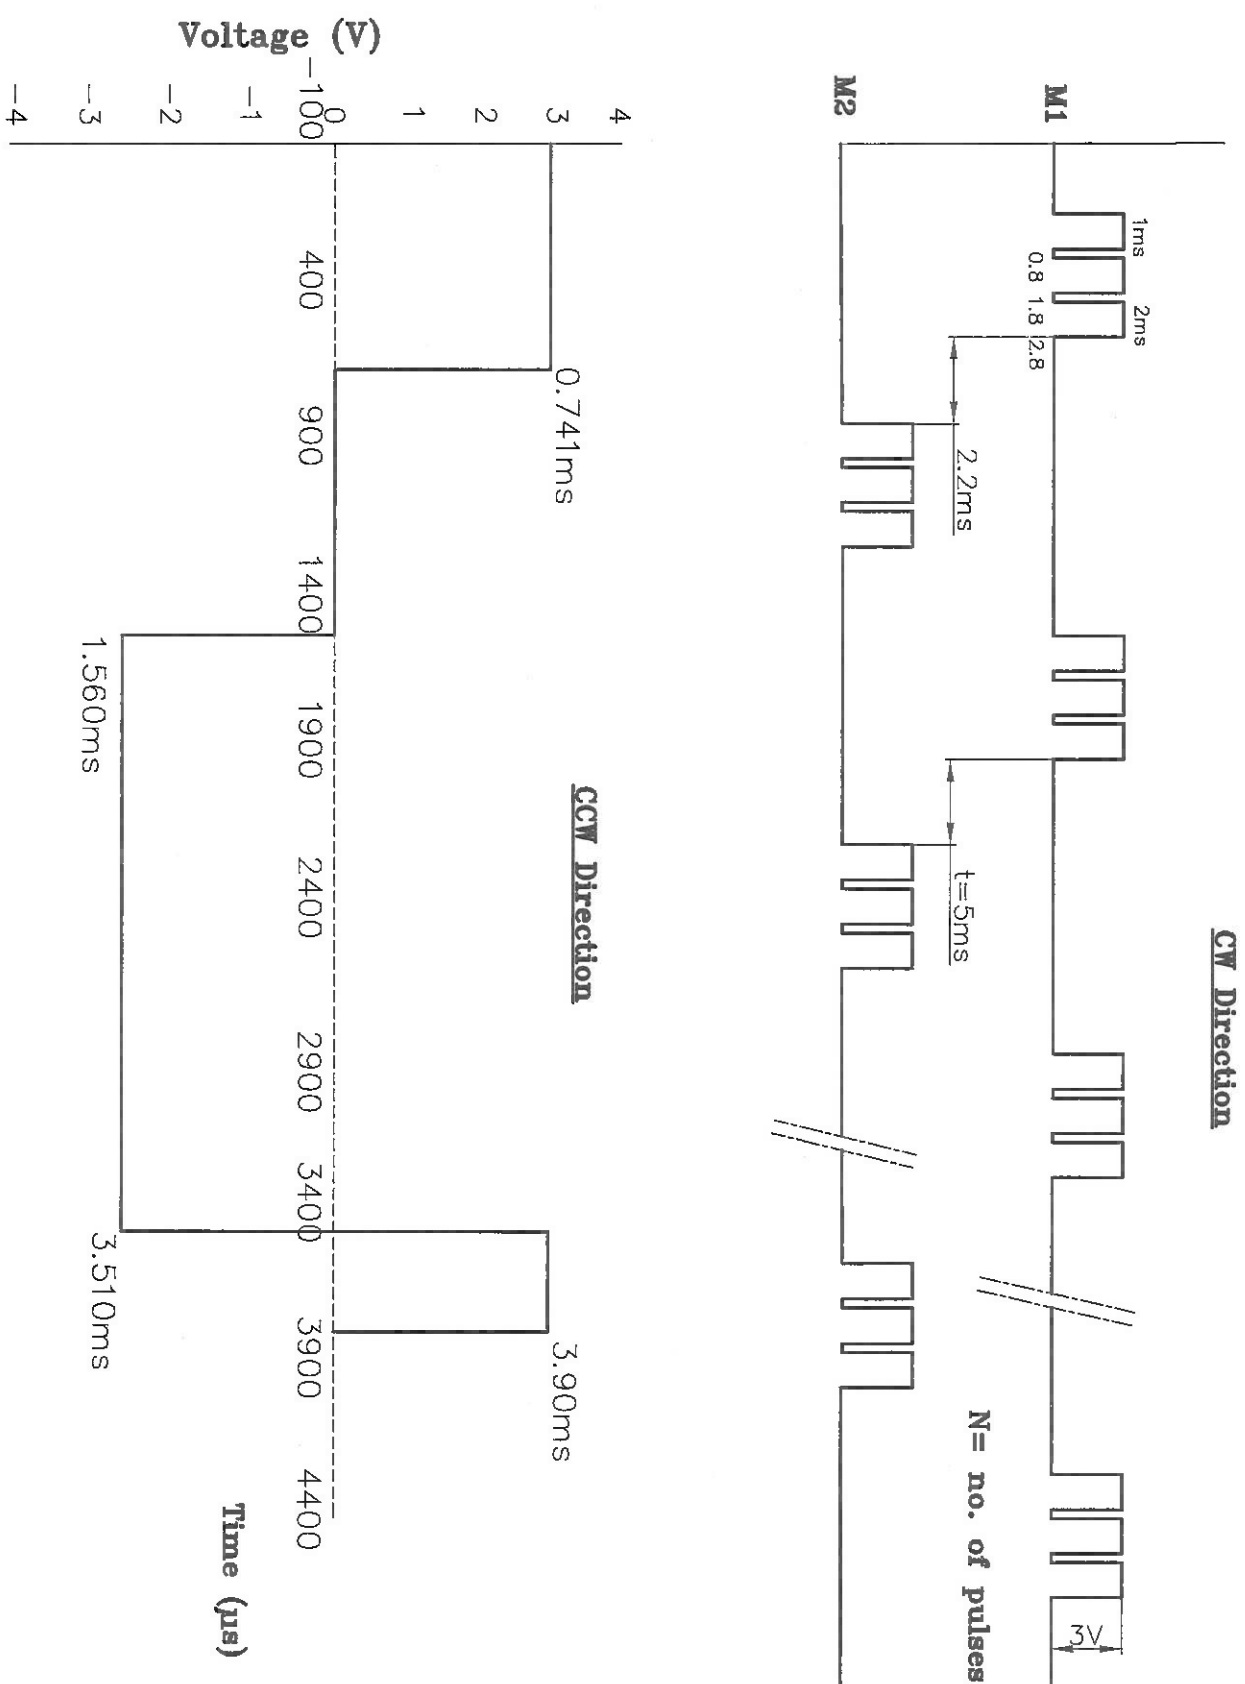 CW Direction
M1
1ms
2ms
0.8
1.8
2.8
2.2ms
t=5ms
3V
M2
N= no. of pulses
CCW Direction
Voltage (V)
4
3
2
1
0
-1
-2
-3
-4
0.741ms
3.90ms
-100
400
900
1400
1900
2400
2900
3400
3900
4400
1.560ms
3.510ms
Time (µs)